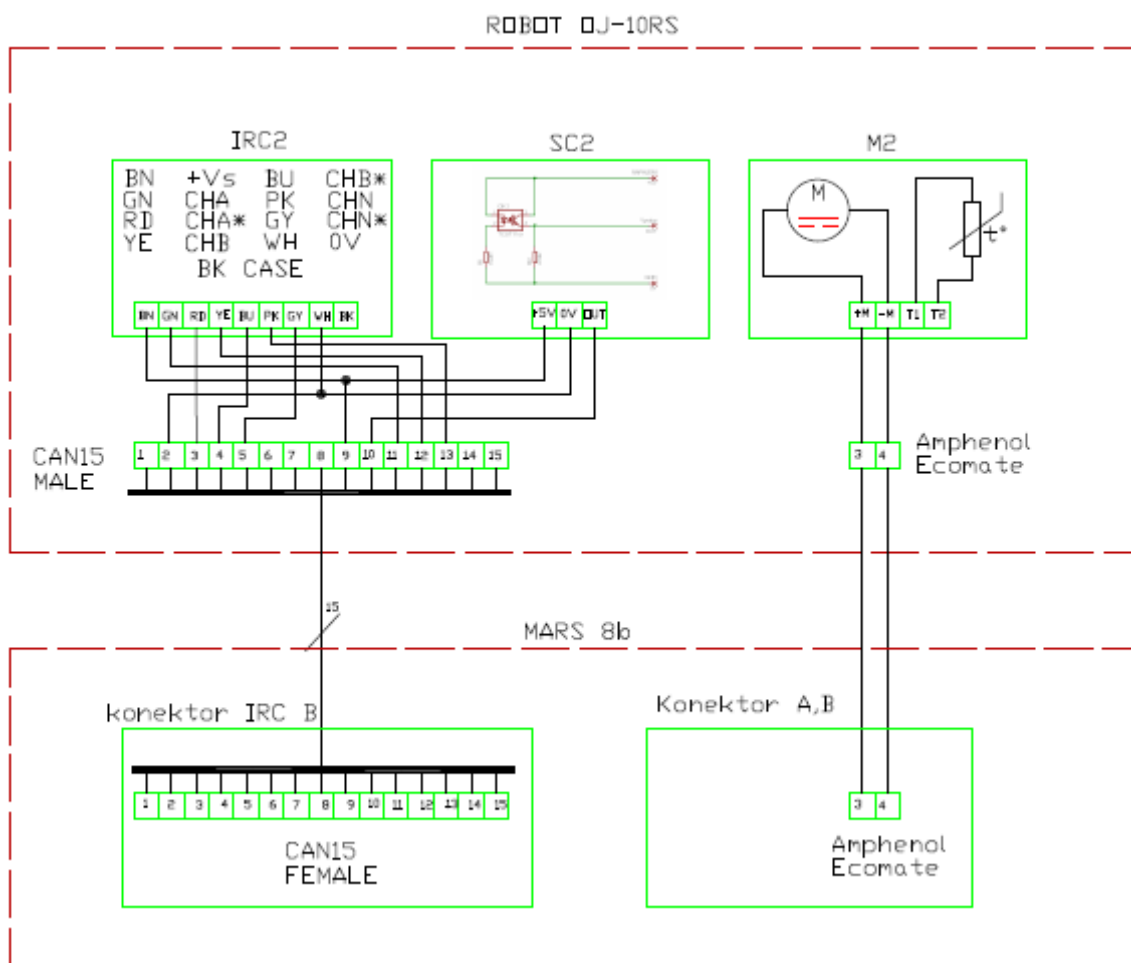 ROBOT OJ-10RS
IRC2
SC2
M2
BN +Vs BU CHB*
GN CHA PK CHN
RD CHA* GY CHN*
YE CHB WH 0V
BK CASE
M
t°
BN GN RD YE BU PK GY WH BK
+5V 0V OUT
+M -M T1 T2
CAN15
MALE
1 2 3 4 5 6 7 8 9 10 11 12 13 14 15
3 4
Amphenol
Ecomate
15
MARS 8b
konektor IRC B
Konektor A,B
1 2 3 4 5 6 7 8 9 10 11 12 13 14 15
3 4
CAN15
FEMALE
Amphenol
Ecomate